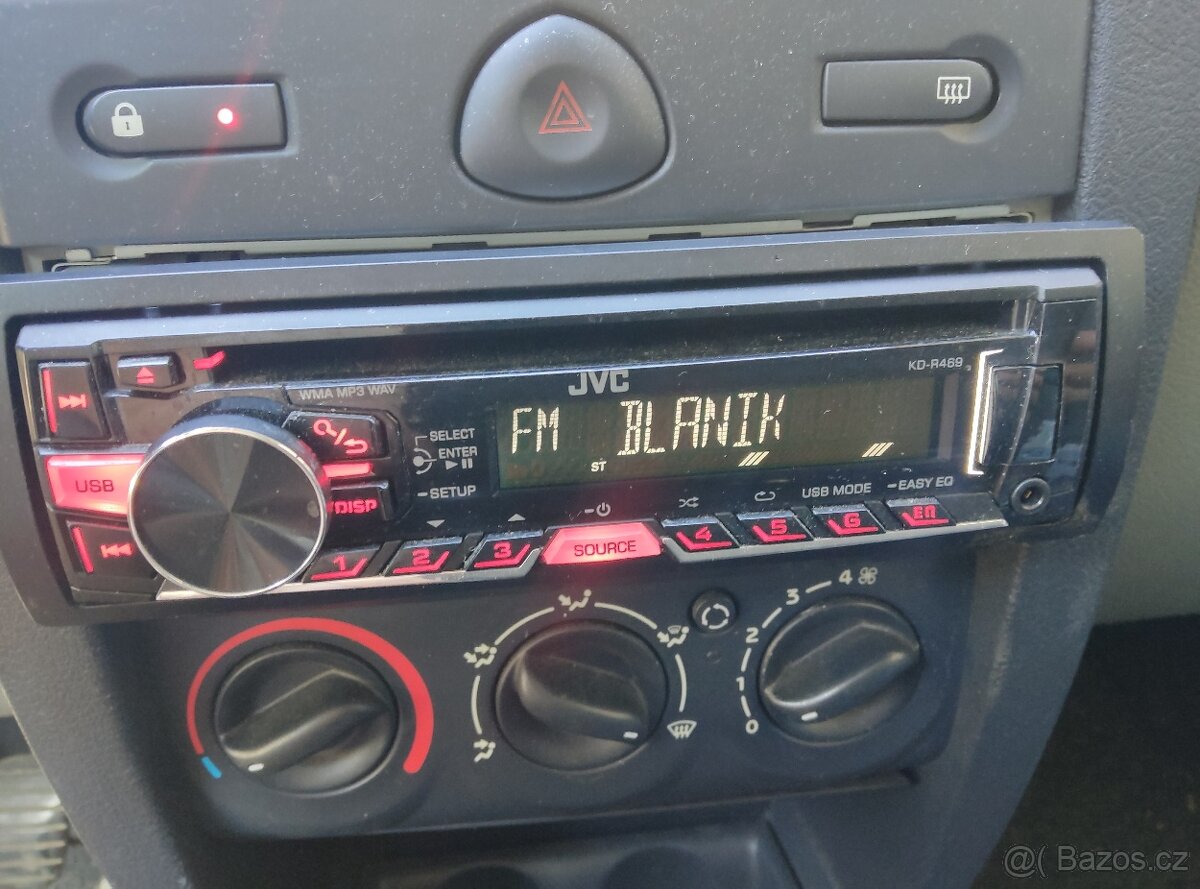 KD-R469
JVC
WMA MP3 WAV
FM BLANIK
ST
SELECT
ENTER
SETUP
USB
DISP
USB MODE
EASY EQ
1
2
3
SOURCE
4
5
6
ER
4
3
2
1
0
@( Bazos.cz